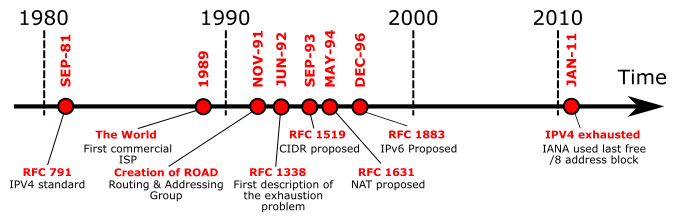 1980
1990
2000
2010
SEP-81
1989
NOV-91
JUN-92
SEP-93
MAY-94
DEC-96
JAN-11
Time
The World
First commercial
ISP
RFC 1519
CIDR proposed
RFC 1883
IPv6 Proposed
IPV4 exhausted
IANA used last free
/8 address block
RFC 791
IPV4 standard
Creation of ROAD
Routing & Addressing
Group
RFC 1338
First description of
the exhaustion
problem
RFC 1631
NAT proposed